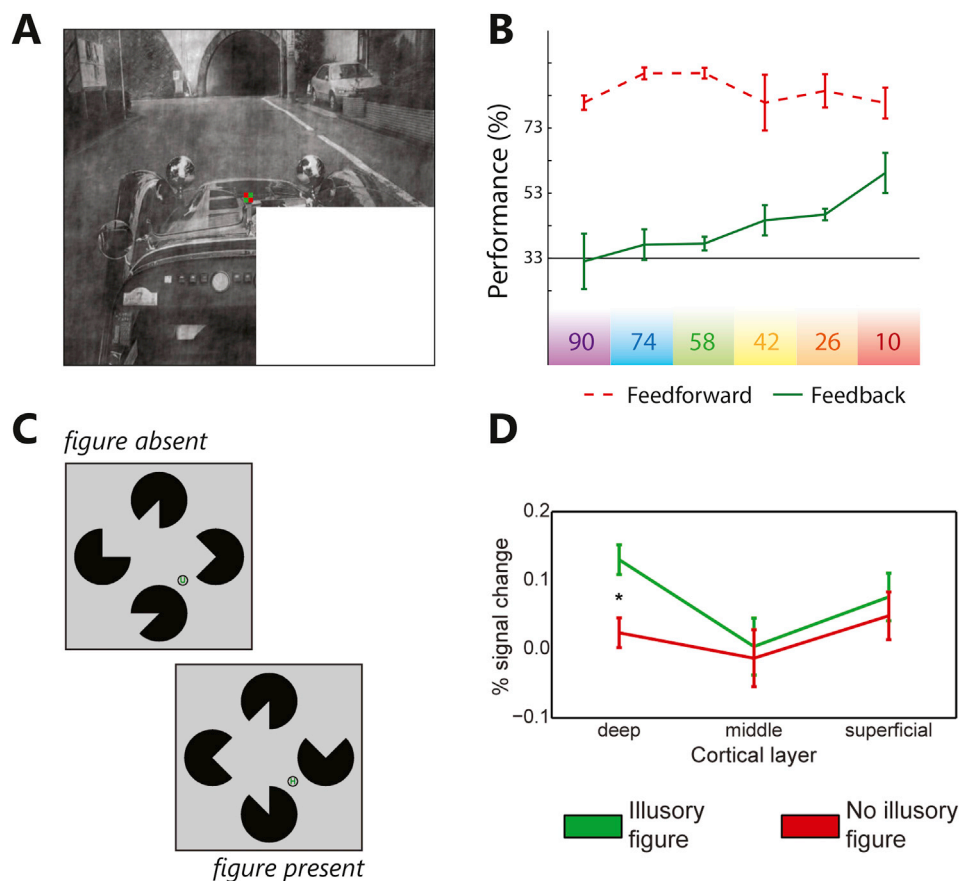 A
B
Performance (%)
73
53
33
90 74 58 42 26 10
Feedforward Feedback
C
figure absent
U
H
figure present
D
% signal change
0.2
0.1
0.0
−0.1
deep middle superficial
Cortical layer
*
Illusory
figure
No illusory
figure